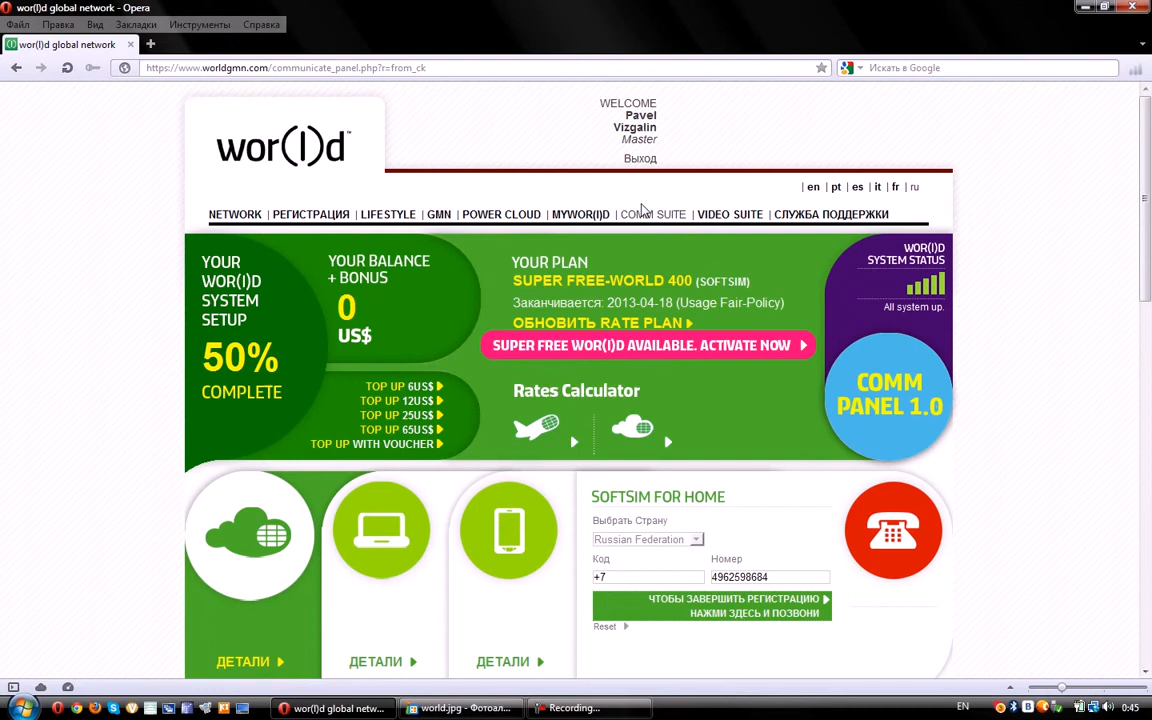 wor(l)d global network - Opera
Файл Правка Вид Закладки Инструменты Справка
wor(l)d global network
https://www.worldgmn.com/communicate_panel.php?r=from_ck
Искать в Google
wor(l)d™
WELCOME
Pavel
Vizgalin
Master
Выход
| en | pt | es | it | fr | ru
NETWORK | РЕГИСТРАЦИЯ | LIFESTYLE | GMN | POWER CLOUD | MYWOR(l)D | COMM SUITE | VIDEO SUITE | СЛУЖБА ПОДДЕРЖКИ
YOUR
WOR(l)D
SYSTEM
SETUP
50%
COMPLETE
YOUR BALANCE
+ BONUS
0
US$
TOP UP 6US$
TOP UP 12US$
TOP UP 25US$
TOP UP 65US$
TOP UP WITH VOUCHER
YOUR PLAN
SUPER FREE-WORLD 400 (SOFTSIM)
Заканчивается: 2013-04-18 (Usage Fair-Policy)
ОБНОВИТЬ RATE PLAN
SUPER FREE WOR(l)D AVAILABLE. ACTIVATE NOW
Rates Calculator
WOR(l)D
SYSTEM STATUS
All system up.
COMM
PANEL 1.0
ДЕТАЛИ
ДЕТАЛИ
ДЕТАЛИ
SOFTSIM FOR HOME
Выбрать Страну
Russian Federation
Код Номер
+7 4962598684
ЧТОБЫ ЗАВЕРШИТЬ РЕГИСТРАЦИЮ
НАЖМИ ЗДЕСЬ И ПОЗВОНИ
Reset
wor(l)d global netw...
world.jpg - Фотоал...
Recording...
EN
0:45